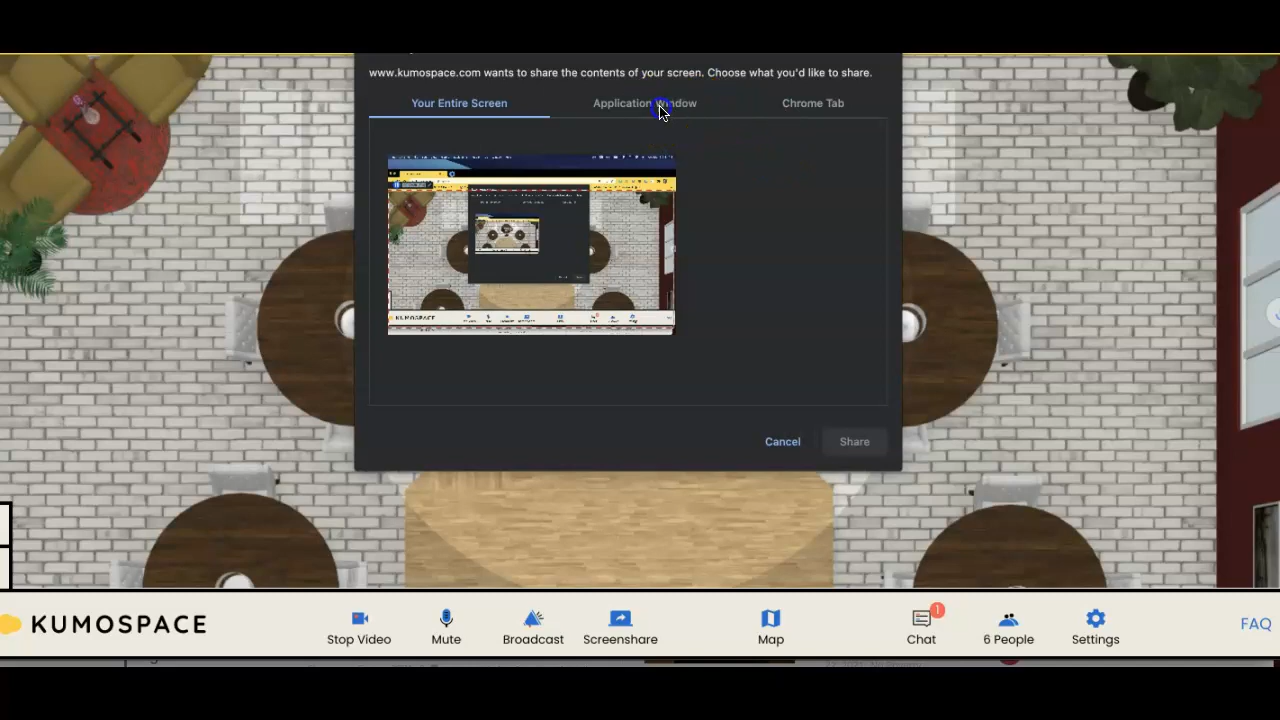 www.kumospace.com wants to share the contents of your screen. Choose what you'd like to share.
Your Entire Screen Application Window Chrome Tab
Cancel Share
KUMOSPACE
Stop Video Mute Broadcast Screenshare Map Chat 1 6 People Settings FAQ